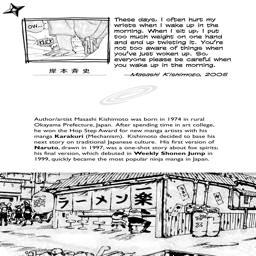 These days, I often hurt my
wrists when I wake up in the
morning. When I sit up, I put
too much weight on one hand
and end up twisting it. You're
not too aware of things when
you've just woken up. So,
everyone please be careful when
you wake up in the morning.
岸本斉史
—Masashi Kishimoto, 2005
Author/artist Masashi Kishimoto was born in 1974 in rural
Okayama Prefecture, Japan. After spending time in art college,
he won the Hop Step Award for new manga artists with his
manga Karakuri (Mechanism). Kishimoto decided to base his
next story on traditional Japanese culture. His first version of
Naruto, drawn in 1997, was a one-shot story about fox spirits;
his final version, which debuted in Weekly Shonen Jump in
1999, quickly became the most popular ninja manga in Japan.
ラーメン 楽